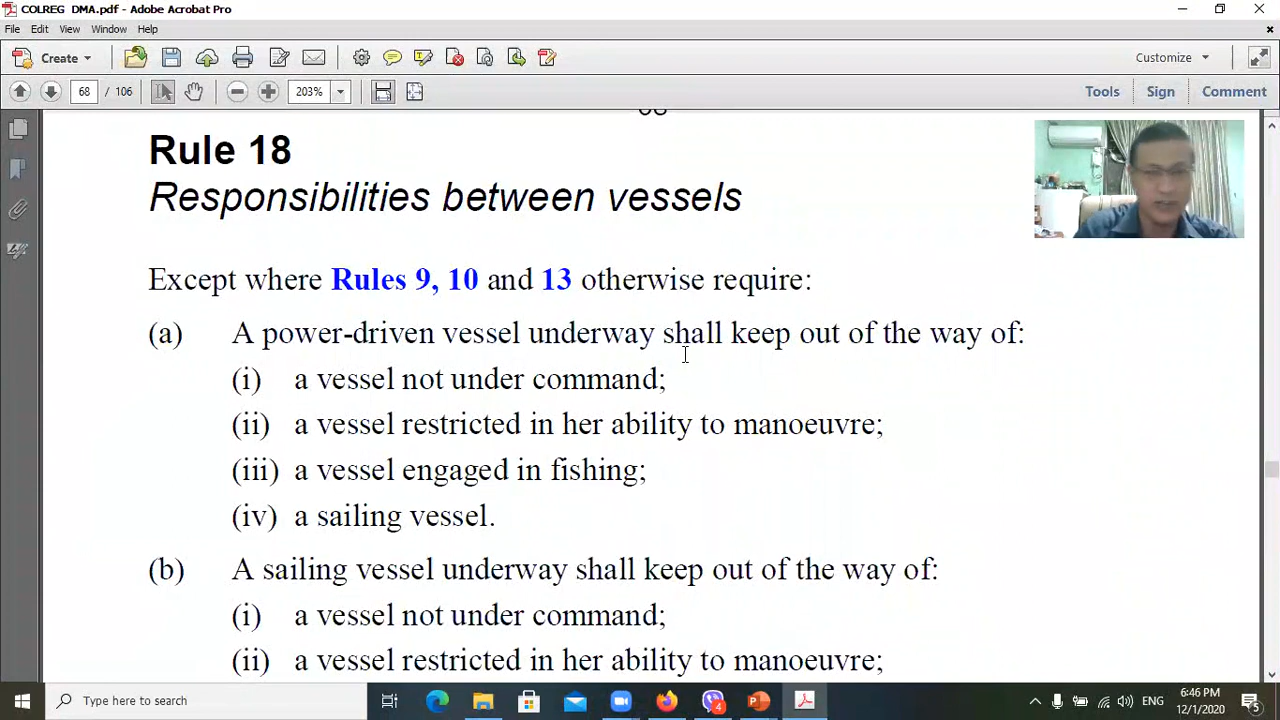 COLREG DMA.pdf - Adobe Acrobat Pro
File Edit View Window Help
Create Customize
68 / 106 203% Tools Sign Comment
Rule 18
Responsibilities between vessels
Except where Rules 9, 10 and 13 otherwise require:
(a) A power-driven vessel underway shall keep out of the way of:
(i) a vessel not under command;
(ii) a vessel restricted in her ability to manoeuvre;
(iii) a vessel engaged in fishing;
(iv) a sailing vessel.
(b) A sailing vessel underway shall keep out of the way of:
(i) a vessel not under command;
(ii) a vessel restricted in her ability to manoeuvre;
Type here to search 4 ENG 6:46 PM
12/1/2020 5